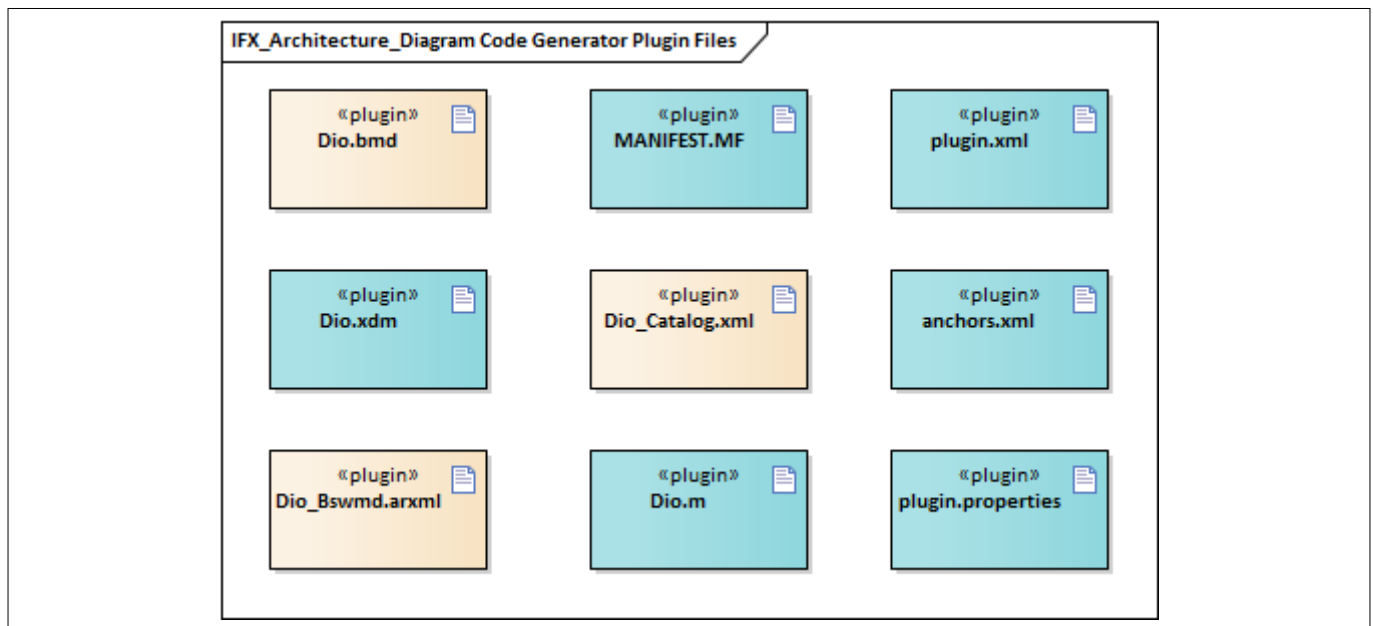 IFX_Architecture_Diagram Code Generator Plugin Files
«plugin»
Dio.bmd
«plugin»
MANIFEST.MF
«plugin»
plugin.xml
«plugin»
Dio.xdm
«plugin»
Dio_Catalog.xml
«plugin»
anchors.xml
«plugin»
Dio_Bswmd.arxml
«plugin»
Dio.m
«plugin»
plugin.properties